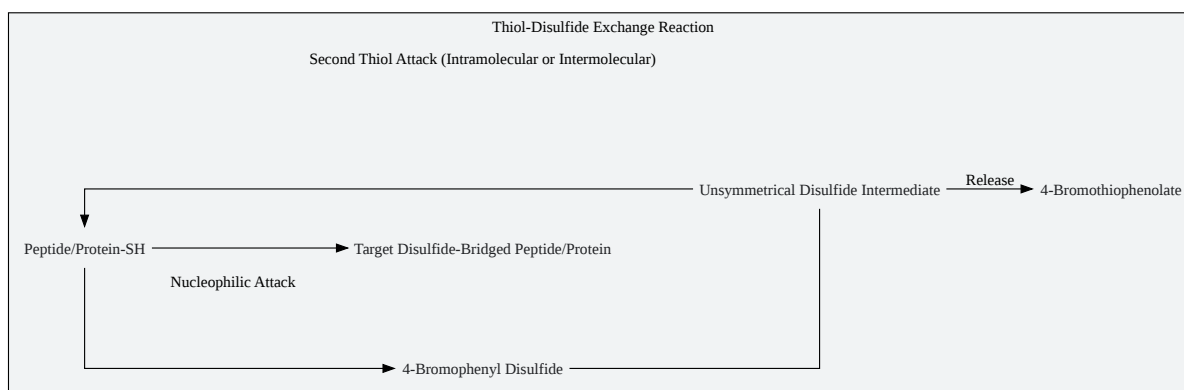 Thiol-Disulfide Exchange Reaction
Second Thiol Attack (Intramolecular or Intermolecular)
Release
Unsymmetrical Disulfide Intermediate
4-Bromothiophenolate
Peptide/Protein-SH
Target Disulfide-Bridged Peptide/Protein
Nucleophilic Attack
4-Bromophenyl Disulfide